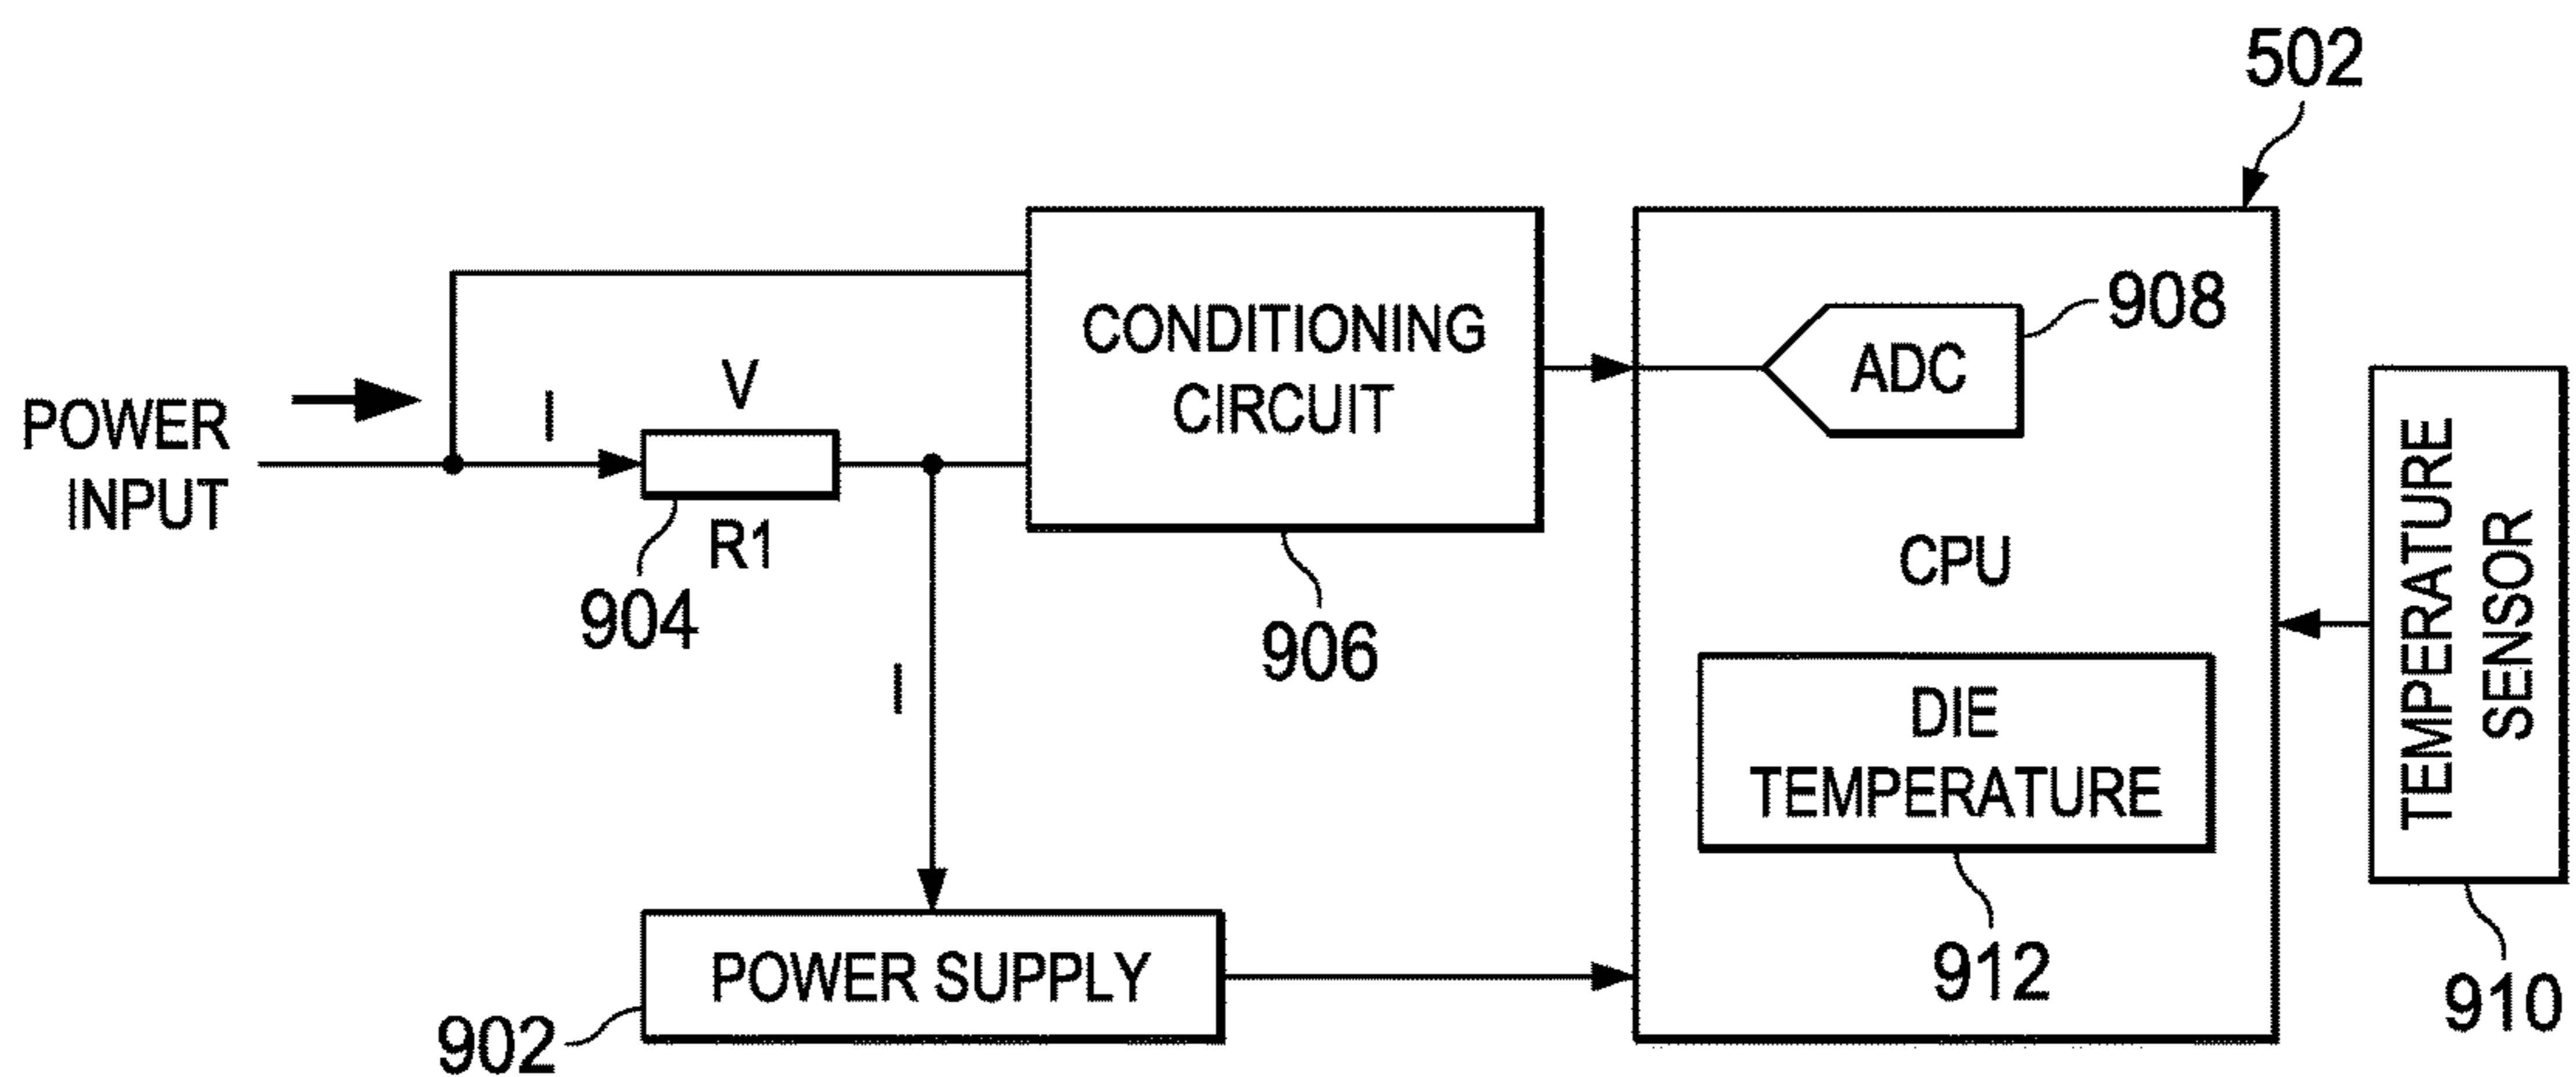 502
CONDITIONING
CIRCUIT
908
ADC
POWER
INPUT
I
V
R1
904
906
CPU
TEMPERATURE
SENSOR
I
DIE
TEMPERATURE
912
910
POWER SUPPLY
902